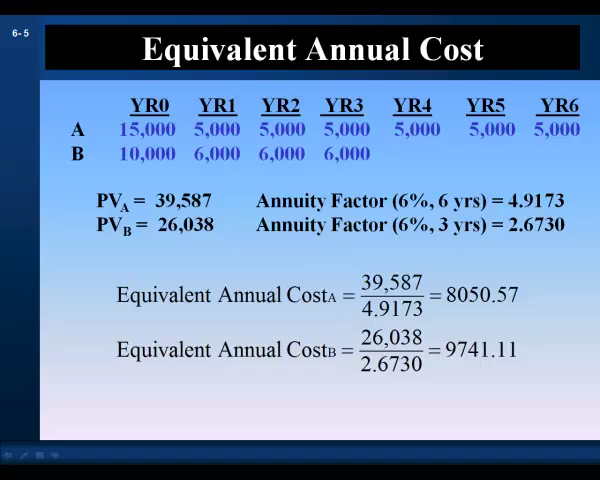 6- 5
Equivalent Annual Cost
YR0 YR1 YR2 YR3 YR4 YR5 YR6
A 15,000 5,000 5,000 5,000 5,000 5,000 5,000
B 10,000 6,000 6,000 6,000
PVA = 39,587 Annuity Factor (6%, 6 yrs) = 4.9173
PVB = 26,038 Annuity Factor (6%, 3 yrs) = 2.6730
Equivalent Annual CostA = 39,587 / 4.9173 = 8050.57
Equivalent Annual CostB = 26,038 / 2.6730 = 9741.11